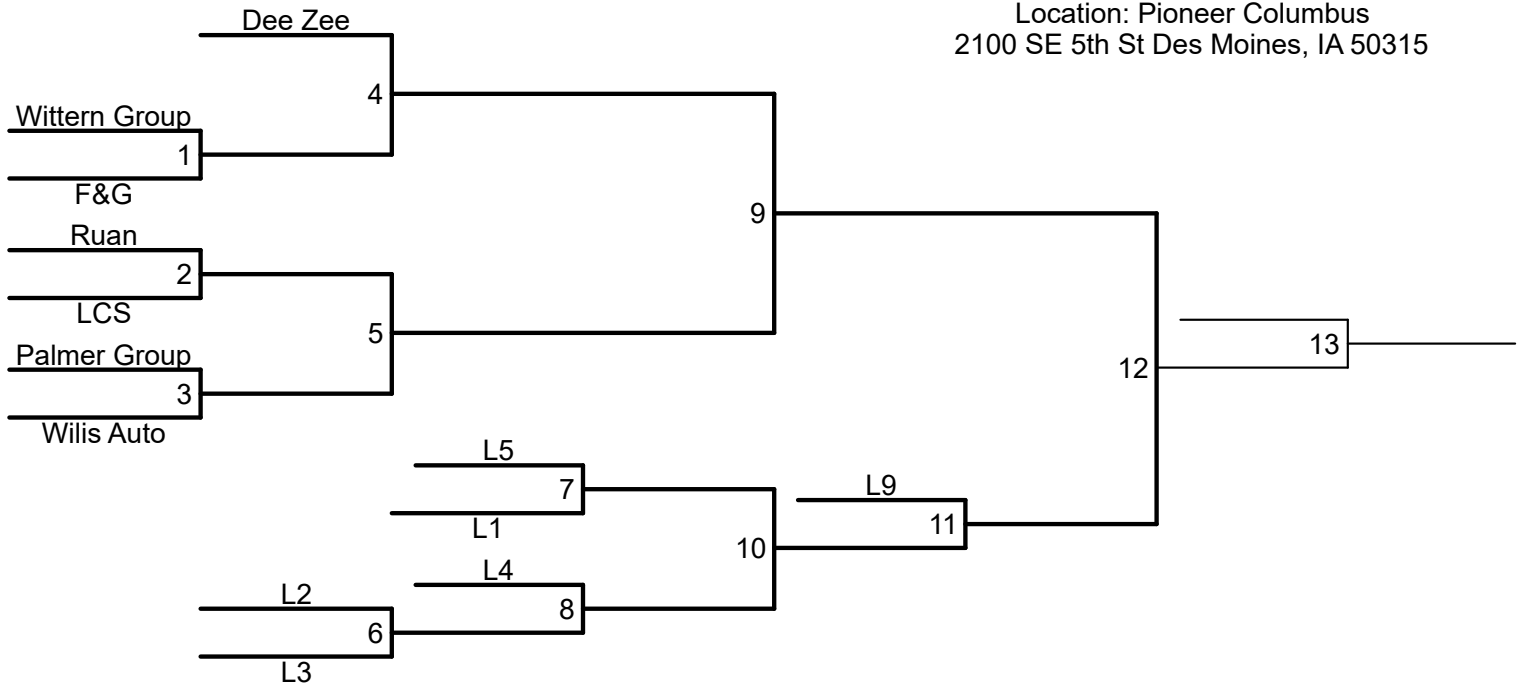 Location: Pioneer Columbus
2100 SE 5th St Des Moines, IA 50315
Dee Zee
4
Wittern Group
1
F&G
9
Ruan
2
LCS
5
Palmer Group
3
Wilis Auto
13
12
L5
7
L1
L9
11
10
L4
8
L2
6
L3